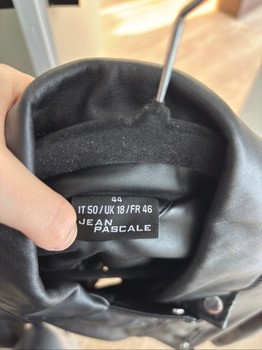 44
IT 50 / UK 18 / FR 46
JEAN
PASCALE